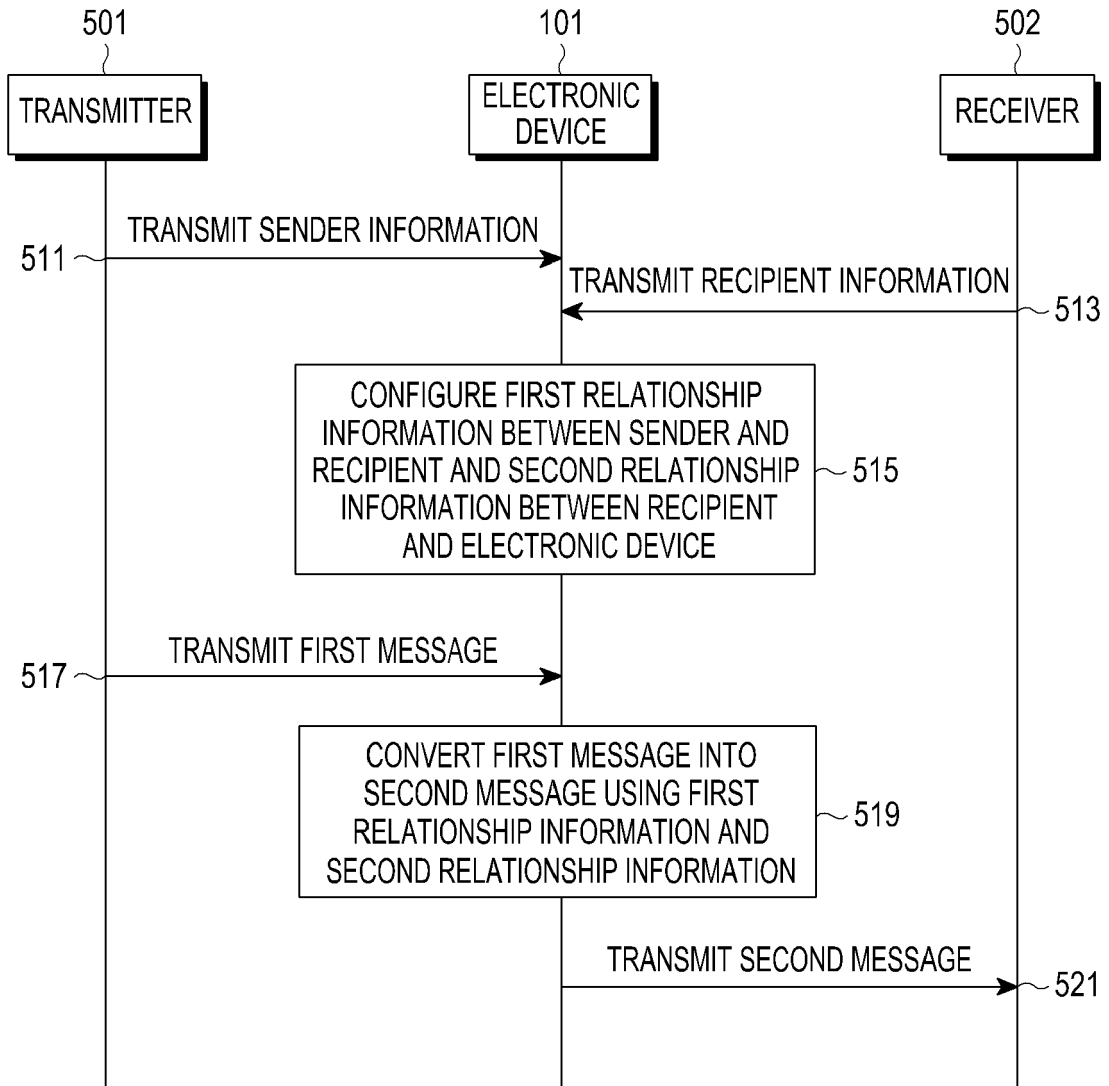 501
101
502
TRANSMITTER
ELECTRONIC
DEVICE
RECEIVER
TRANSMIT SENDER INFORMATION
511
TRANSMIT RECIPIENT INFORMATION
513
CONFIGURE FIRST RELATIONSHIP
INFORMATION BETWEEN SENDER AND
RECIPIENT AND SECOND RELATIONSHIP
INFORMATION BETWEEN RECIPIENT
AND ELECTRONIC DEVICE
515
TRANSMIT FIRST MESSAGE
517
CONVERT FIRST MESSAGE INTO
SECOND MESSAGE USING FIRST
RELATIONSHIP INFORMATION AND
SECOND RELATIONSHIP INFORMATION
519
TRANSMIT SECOND MESSAGE
521